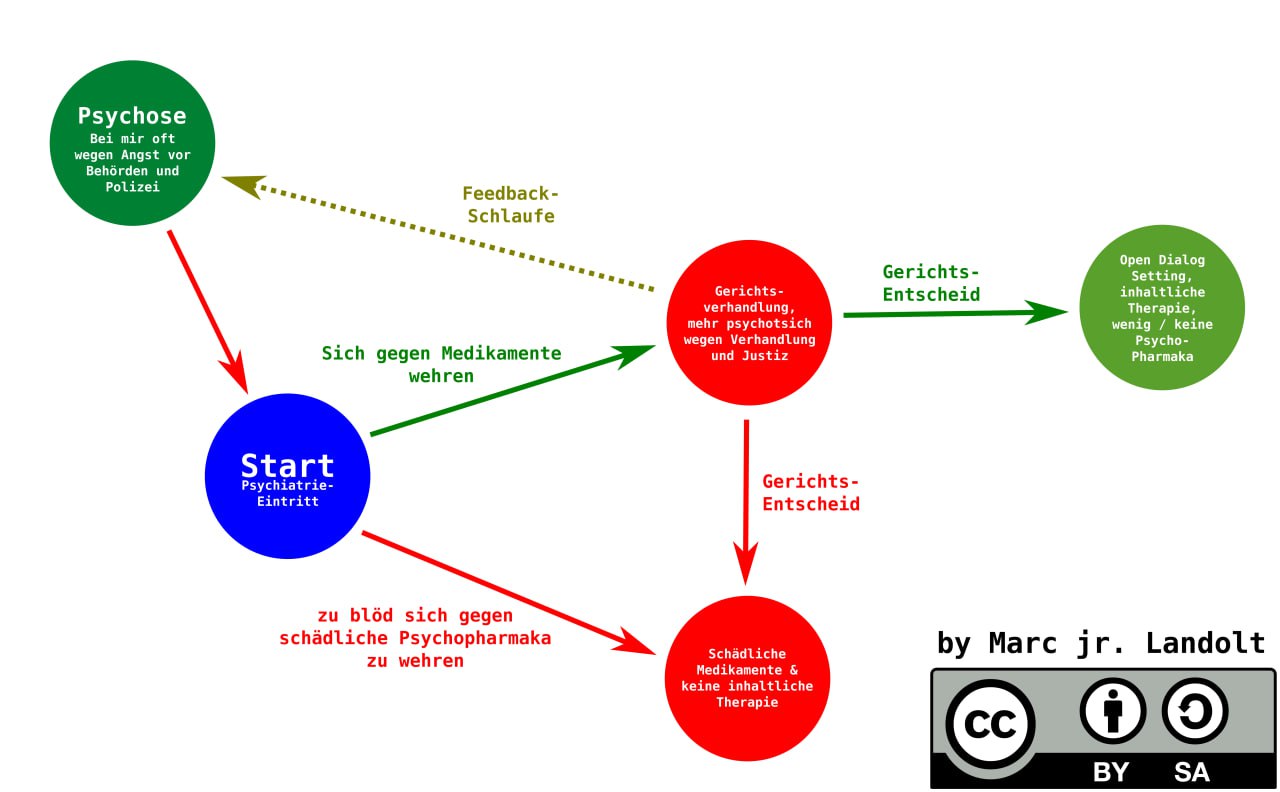 Psychose
Bei mir oft
wegen Angst vor
Behörden und
Polizei
Feedback-
Schlaufe
Gerichts-
verhandlung,
mehr psychotsich
wegen Verhandlung
und Justiz
Gerichts-
Entscheid
Open Dialog
Setting,
inhaltliche
Therapie,
wenig / keine
Psycho-
Pharmaka
Sich gegen Medikamente
wehren
Start
Psychiatrie-
Eintritt
Gerichts-
Entscheid
zu blöd sich gegen
schädliche Psychopharmaka
zu wehren
Schädliche
Medikamente &
keine inhaltliche
Therapie
by Marc jr. Landolt
cc
BY SA